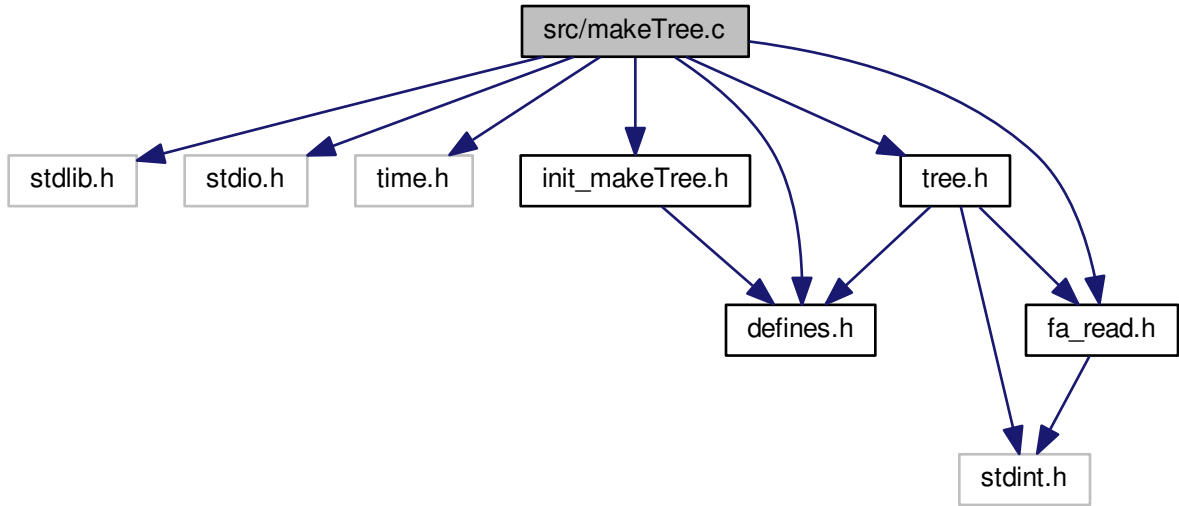 src/makeTree.c
stdlib.h
stdio.h
time.h
init_makeTree.h
tree.h
defines.h
fa_read.h
stdint.h